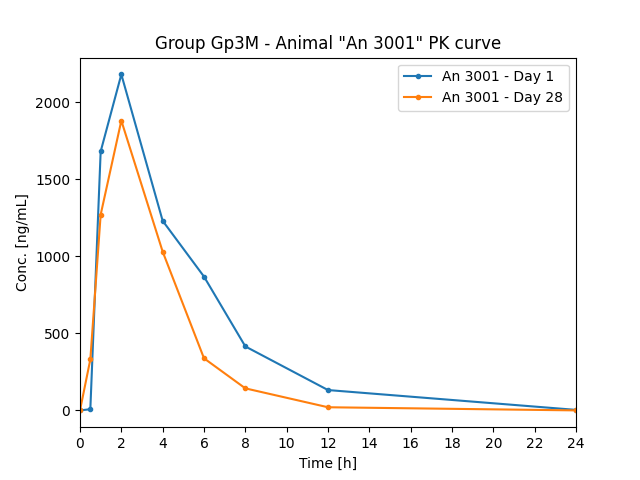 Group Gp3M - Animal "An 3001" PK curve
An 3001 - Day 1
An 3001 - Day 28
Conc. [ng/mL]
2000
1500
1000
500
0
0 2 4 6 8 10 12 14 16 18 20 22 24
Time [h]